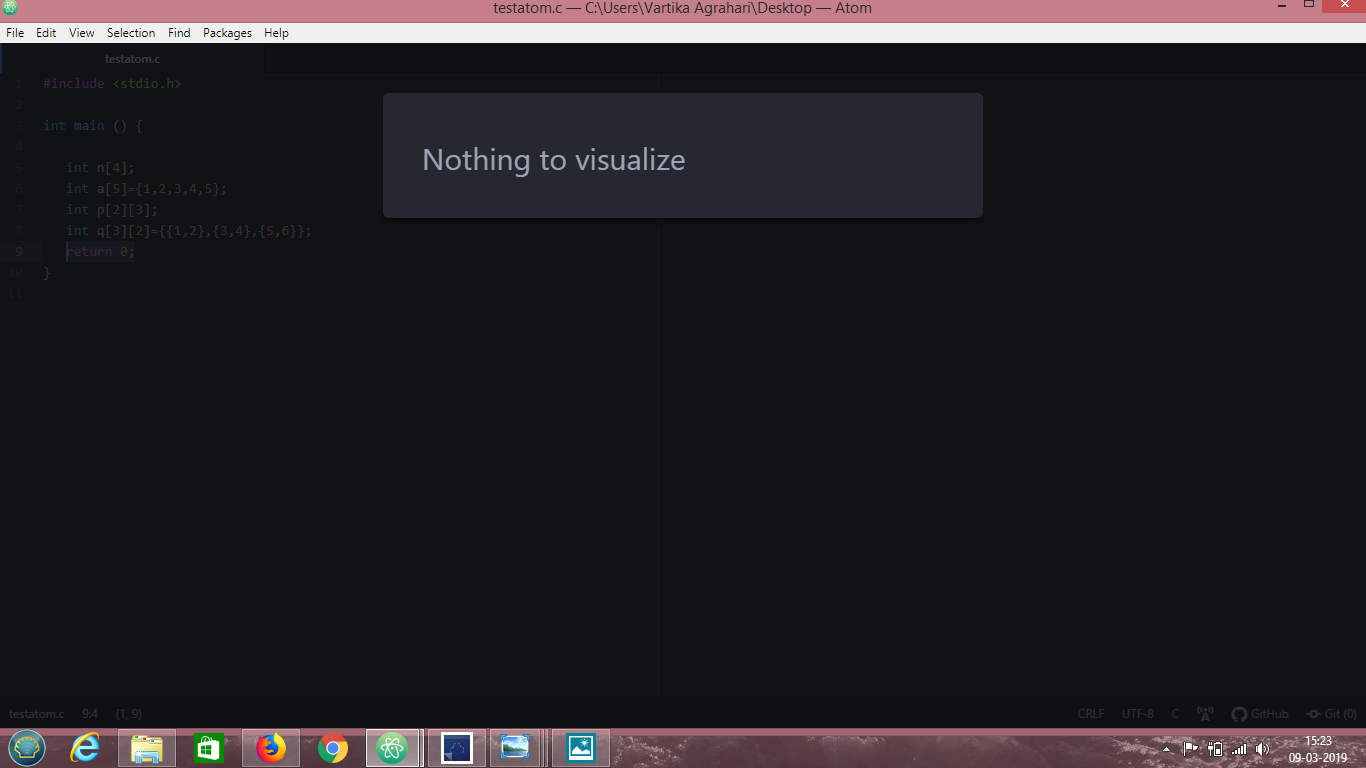 testatom.c — C:\Users\Vartika Agrahari\Desktop — Atom
File Edit View Selection Find Packages Help
testatom.c
1 #include <stdio.h>
2
3 int main () {
4
5 int n[4];
6 int a[5]={1,2,3,4,5};
7 int p[2][3];
8 int q[3][2]={{1,2},{3,4},{5,6}};
9 return 0;
10 }
11
Nothing to visualize
testatom.c 9:4 (1, 9) CRLF UTF-8 C GitHub Git (0)
15:23
09-03-2019